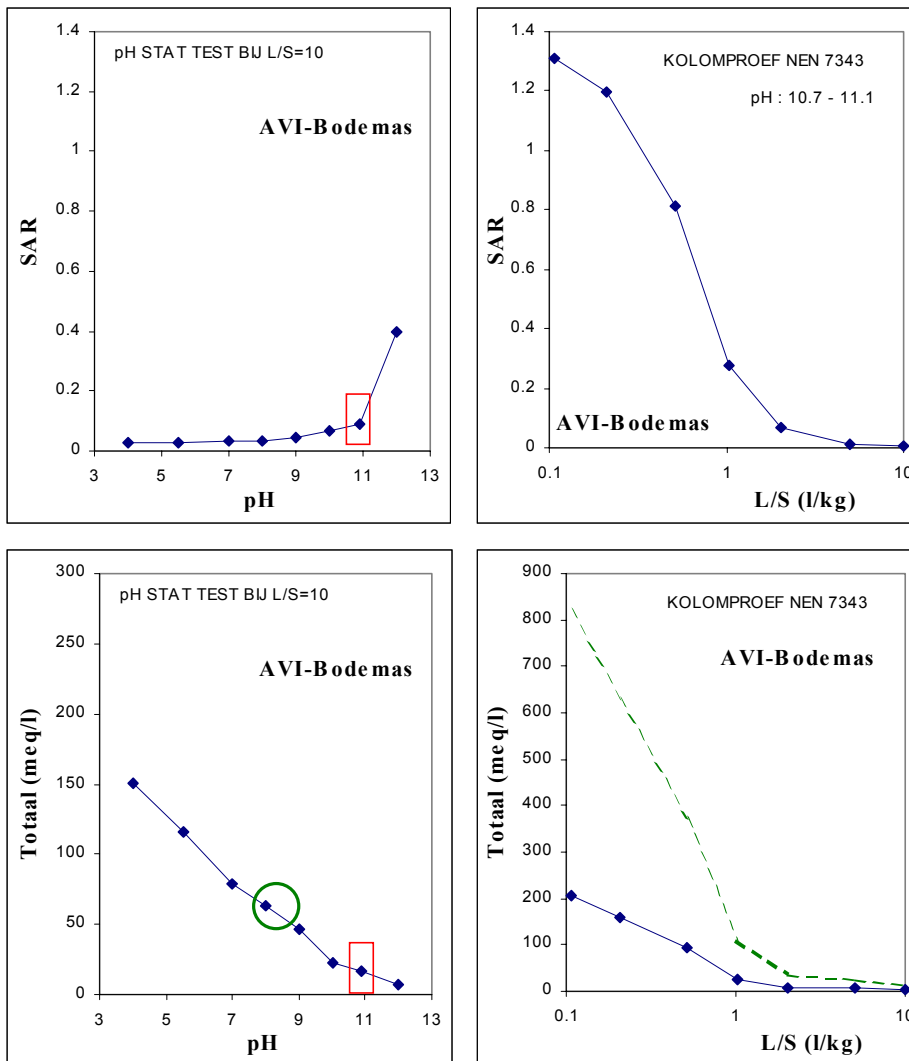 pH STAT TEST BIJ L/S=10
AVI-Bodemas
SAR
1.4
1.2
1
0.8
0.6
0.4
0.2
0
3 5 7 9 11 13
pH
KOLOMPROEF NEN 7343
pH : 10.7 - 11.1
AVI-Bodemas
1.4
1.2
1
0.8
0.6
0.4
0.2
0
0.1 1 10
L/S (l/kg)
pH STAT TEST BIJ L/S=10
AVI-Bodemas
Totaal (meq/l)
300
250
200
150
100
50
0
3 5 7 9 11 13
pH
KOLOMPROEF NEN 7343
AVI-Bodemas
Totaal (meq/l)
900
800
700
600
500
400
300
200
100
0
0.1 1 10
L/S (l/kg)